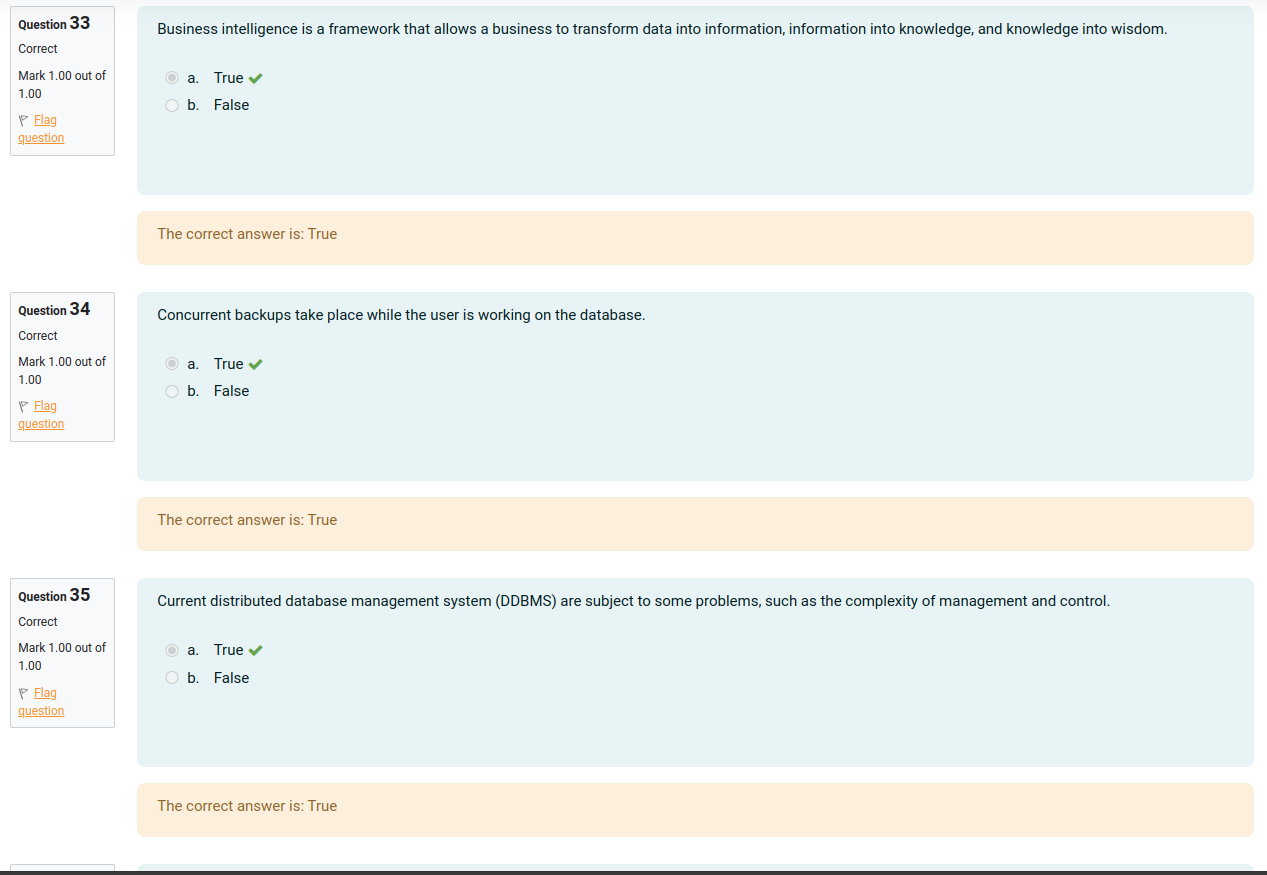 Question 33
Correct
Mark 1.00 out of
1.00
Flag
question
Business intelligence is a framework that allows a business to transform data into information, information into knowledge, and knowledge into wisdom.
a. True
b. False
The correct answer is: True
Question 34
Correct
Mark 1.00 out of
1.00
Flag
question
Concurrent backups take place while the user is working on the database.
a. True
b. False
The correct answer is: True
Question 35
Correct
Mark 1.00 out of
1.00
Flag
question
Current distributed database management system (DDBMS) are subject to some problems, such as the complexity of management and control.
a. True
b. False
The correct answer is: True